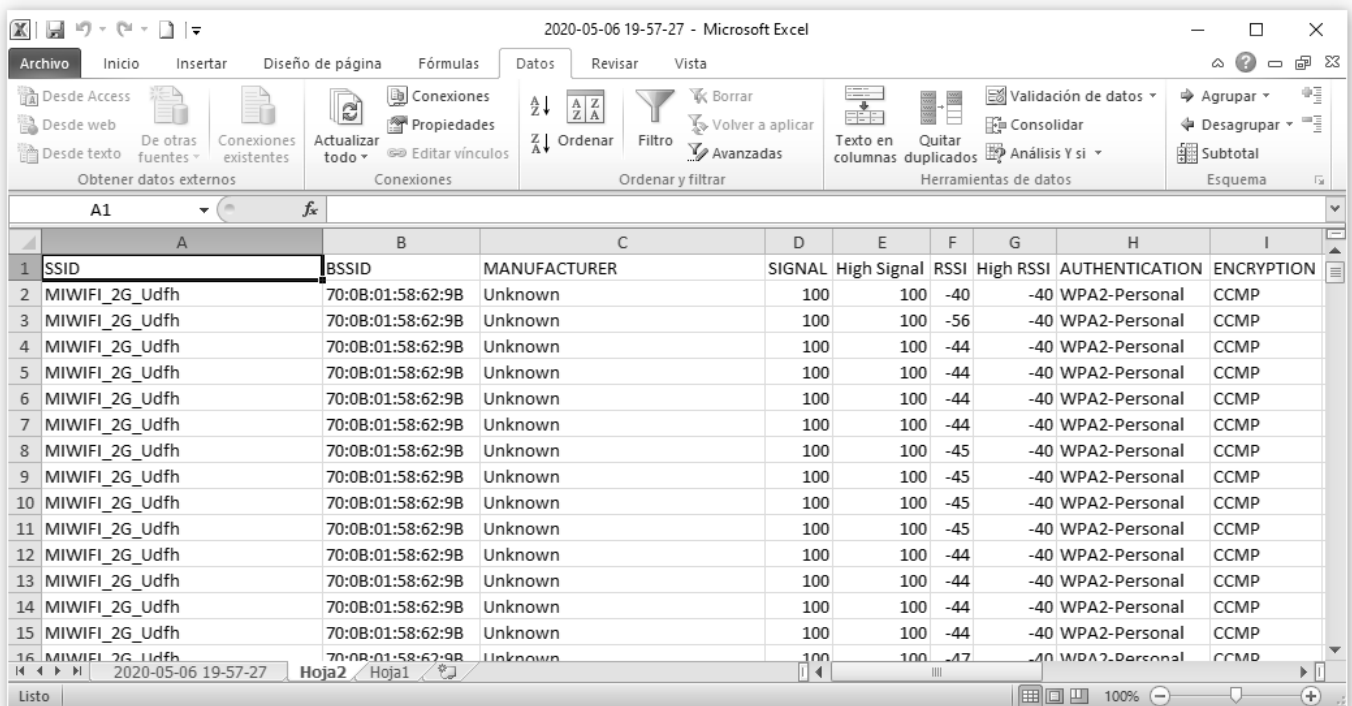 2020-05-06 19-57-27 - Microsoft Excel
Archivo Inicio Insertar Diseño de página Fórmulas Datos Revisar Vista
Desde Access
Desde web
Desde texto
De otras fuentes
Conexiones existentes
Obtener datos externos
Actualizar todo
Conexiones
Propiedades
Editar vínculos
Conexiones
Ordenar
Filtro
Borrar
Volver a aplicar
Avanzadas
Ordenar y filtrar
Texto en columnas
Quitar duplicados
Validación de datos
Consolidar
Análisis Y si
Herramientas de datos
Agrupar
Desagrupar
Subtotal
Esquema
A1 fx
A B C D E F G H I
1 SSID BSSID MANUFACTURER SIGNAL High Signal RSSI High RSSI AUTHENTICATION ENCRYPTION
2 MIWIFI_2G_Udfh 70:0B:01:58:62:9B Unknown 100 100 -40 -40 WPA2-Personal CCMP
3 MIWIFI_2G_Udfh 70:0B:01:58:62:9B Unknown 100 100 -56 -40 WPA2-Personal CCMP
4 MIWIFI_2G_Udfh 70:0B:01:58:62:9B Unknown 100 100 -44 -40 WPA2-Personal CCMP
5 MIWIFI_2G_Udfh 70:0B:01:58:62:9B Unknown 100 100 -44 -40 WPA2-Personal CCMP
6 MIWIFI_2G_Udfh 70:0B:01:58:62:9B Unknown 100 100 -44 -40 WPA2-Personal CCMP
7 MIWIFI_2G_Udfh 70:0B:01:58:62:9B Unknown 100 100 -44 -40 WPA2-Personal CCMP
8 MIWIFI_2G_Udfh 70:0B:01:58:62:9B Unknown 100 100 -45 -40 WPA2-Personal CCMP
9 MIWIFI_2G_Udfh 70:0B:01:58:62:9B Unknown 100 100 -45 -40 WPA2-Personal CCMP
10 MIWIFI_2G_Udfh 70:0B:01:58:62:9B Unknown 100 100 -45 -40 WPA2-Personal CCMP
11 MIWIFI_2G_Udfh 70:0B:01:58:62:9B Unknown 100 100 -45 -40 WPA2-Personal CCMP
12 MIWIFI_2G_Udfh 70:0B:01:58:62:9B Unknown 100 100 -44 -40 WPA2-Personal CCMP
13 MIWIFI_2G_Udfh 70:0B:01:58:62:9B Unknown 100 100 -44 -40 WPA2-Personal CCMP
14 MIWIFI_2G_Udfh 70:0B:01:58:62:9B Unknown 100 100 -44 -40 WPA2-Personal CCMP
15 MIWIFI_2G_Udfh 70:0B:01:58:62:9B Unknown 100 100 -44 -40 WPA2-Personal CCMP
16 MIWIFI_2G_Udfh 70:0B:01:58:62:9B Unknown 100 100 -47 -40 WPA2-Personal CCMP
2020-05-06 19-57-27 Hoja2 Hoja1
Listo 100%